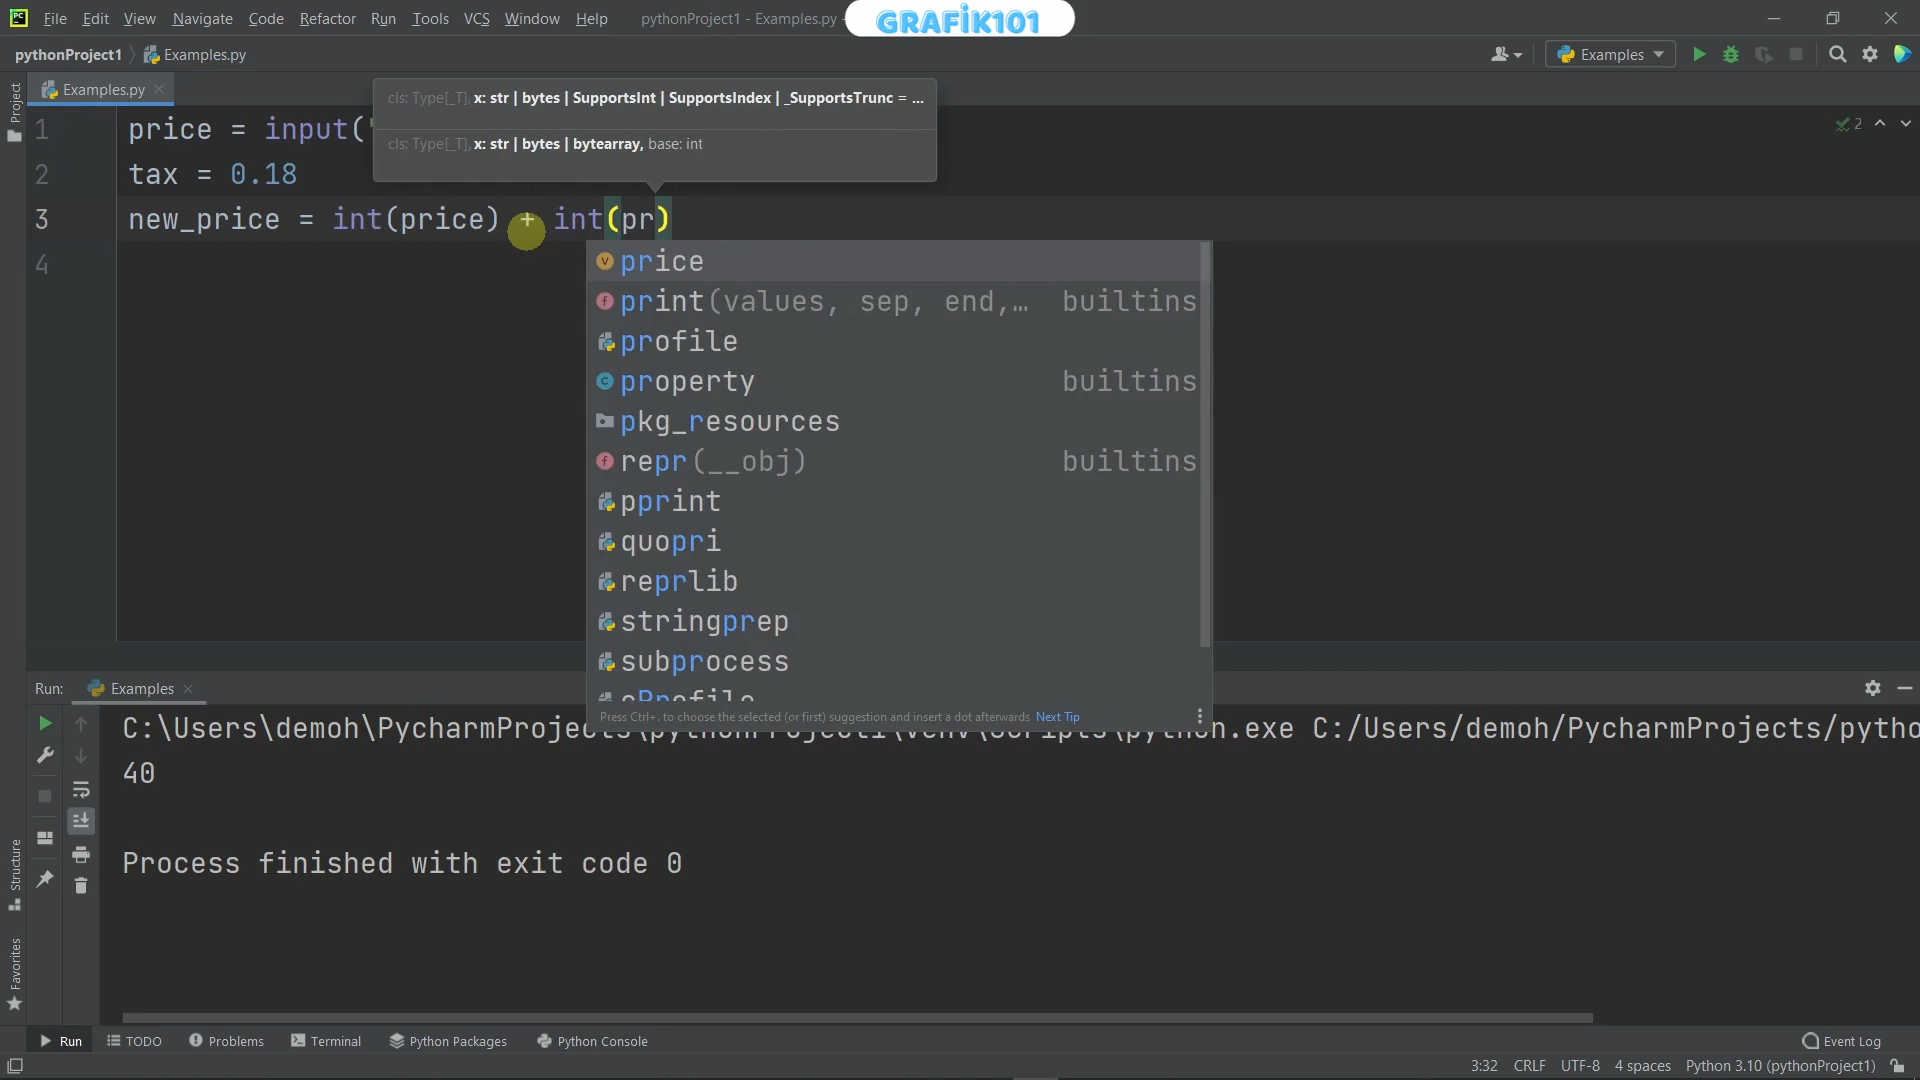 File Edit View Navigate Code Refactor Run Tools VCS Window Help pythonProject1 - Examples.py -
GRAFİK101
pythonProject1 Examples.py
Examples
Project
Examples.py
cls: Type[_T], x: str | bytes | SupportsInt | SupportsIndex | _SupportsTrunc = ...
cls: Type[_T], x: str | bytes | bytearray, base: int
2
1 price = input("
2 tax = 0.18
3 new_price = int(price) + int(pr)
4
price
print(values, sep, end,… builtins
profile
property builtins
pkg_resources
repr(__obj) builtins
pprint
quopri
reprlib
stringprep
subprocess
cProfile
Press Ctrl+. to choose the selected (or first) suggestion and insert a dot afterwards Next Tip
Run: Examples
C:\Users\demoh\PycharmProjects\pythonProject1\venv\Scripts\python.exe C:/Users/demoh/PycharmProjects/pytho
40
Process finished with exit code 0
Structure
Favorites
Run TODO Problems Terminal Python Packages Python Console Event Log
3:32 CRLF UTF-8 4 spaces Python 3.10 (pythonProject1)